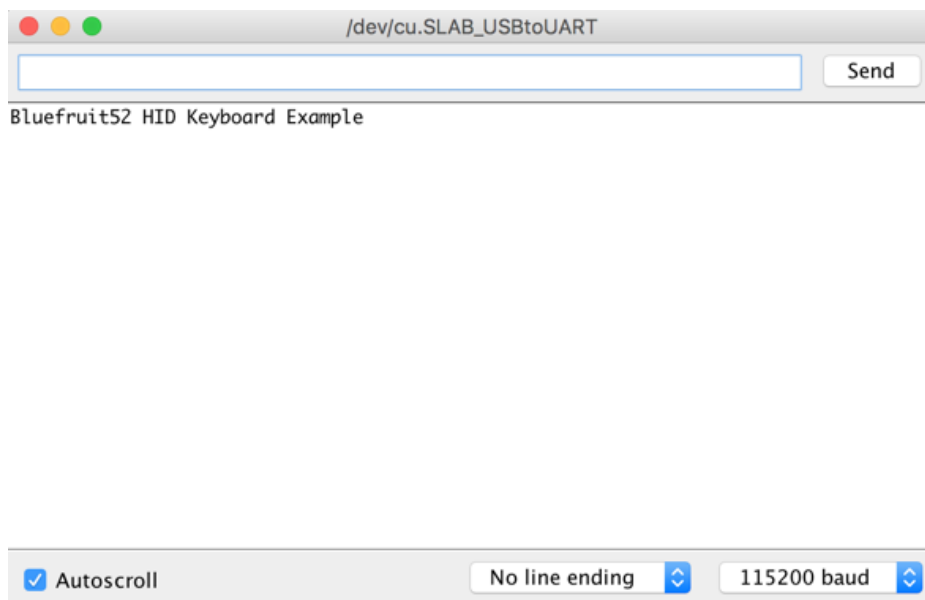 /dev/cu.SLAB_USBtoUART
Send
Bluefruit52 HID Keyboard Example
Autoscroll
No line ending
115200 baud